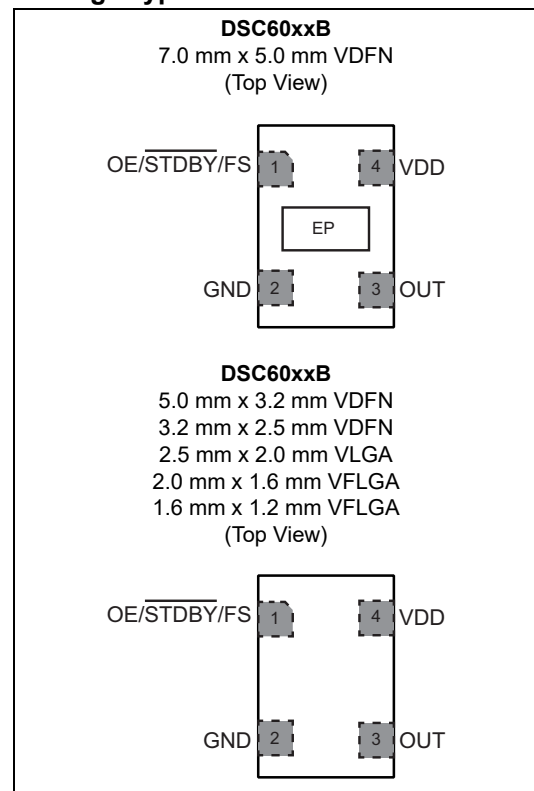 DSC60xxB
7.0 mm x 5.0 mm VDFN
(Top View)
OE/STDBY/FS 1 4 VDD
EP
GND 2 3 OUT
DSC60xxB
5.0 mm x 3.2 mm VDFN
3.2 mm x 2.5 mm VDFN
2.5 mm x 2.0 mm VLGA
2.0 mm x 1.6 mm VFLGA
1.6 mm x 1.2 mm VFLGA
(Top View)
OE/STDBY/FS 1 4 VDD
GND 2 3 OUT